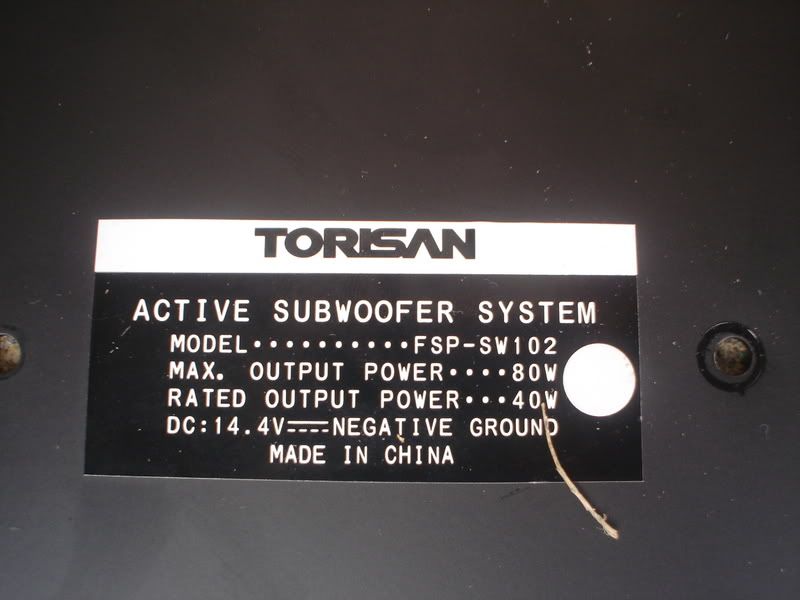 TORISAN
ACTIVE SUBWOOFER SYSTEM
MODEL··········FSP-SW102
MAX. OUTPUT POWER····80W
RATED OUTPUT POWER···40W
DC:14.4V⎓NEGATIVE GROUND
MADE IN CHINA